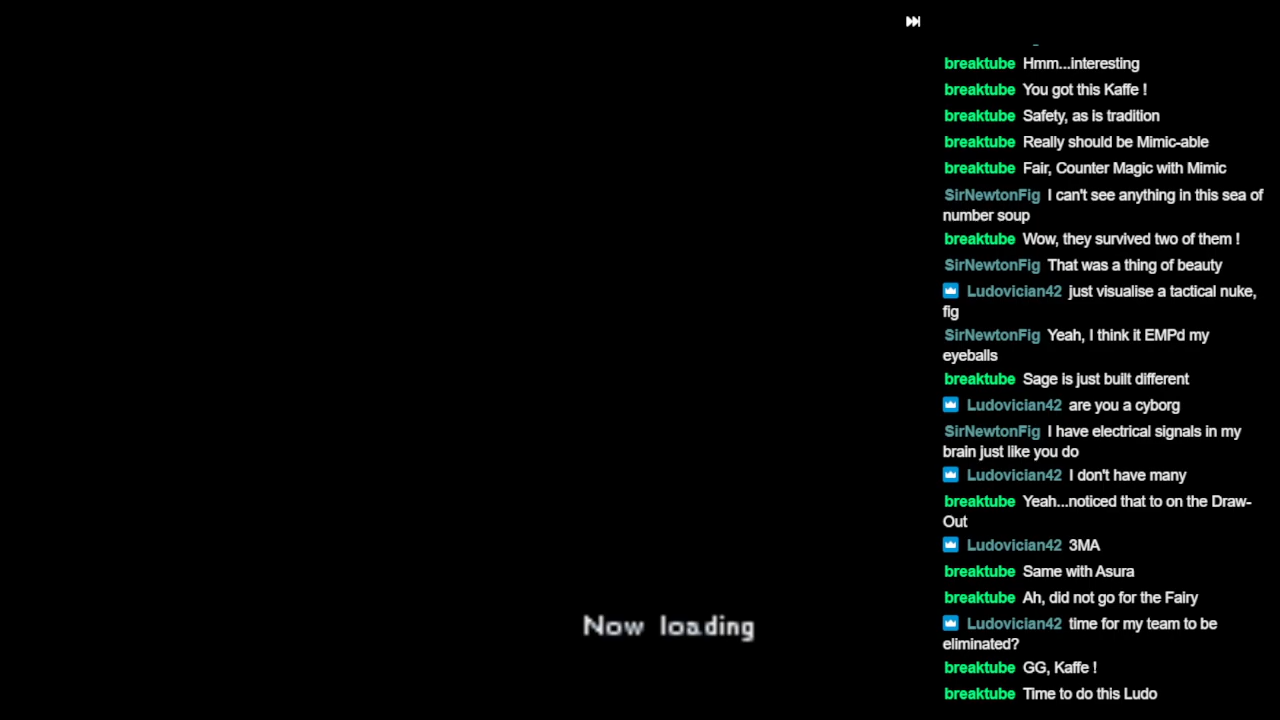 breaktube Hmm...interesting
breaktube You got this Kaffe !
breaktube Safety, as is tradition
breaktube Really should be Mimic-able
breaktube Fair, Counter Magic with Mimic
SirNewtonFig I can't see anything in this sea of
number soup
breaktube Wow, they survived two of them !
SirNewtonFig That was a thing of beauty
Ludovician42 just visualise a tactical nuke,
fig
SirNewtonFig Yeah, I think it EMPd my
eyeballs
breaktube Sage is just built different
Ludovician42 are you a cyborg
SirNewtonFig I have electrical signals in my
brain just like you do
Ludovician42 I don't have many
breaktube Yeah...noticed that to on the Draw-
Out
Ludovician42 3MA
breaktube Same with Asura
breaktube Ah, did not go for the Fairy
Ludovician42 time for my team to be
eliminated?
breaktube GG, Kaffe !
breaktube Time to do this Ludo
Now loading